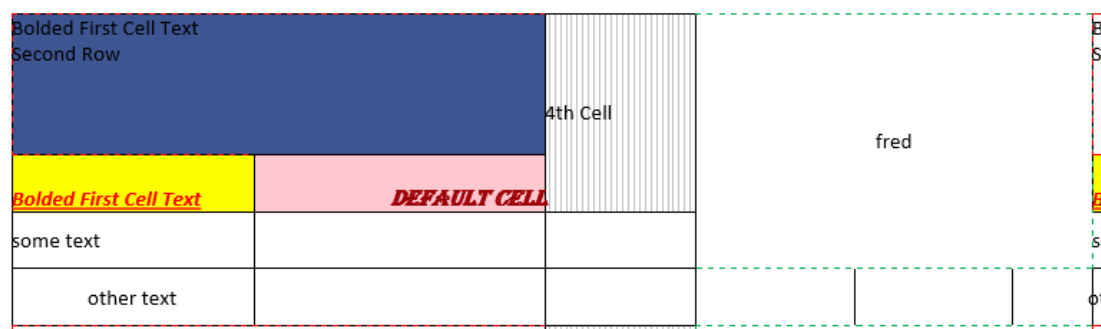 Bolded First Cell Text
Second Row
4th Cell
fred
Bolded First Cell Text
DEFAULT CELL
some text
other text